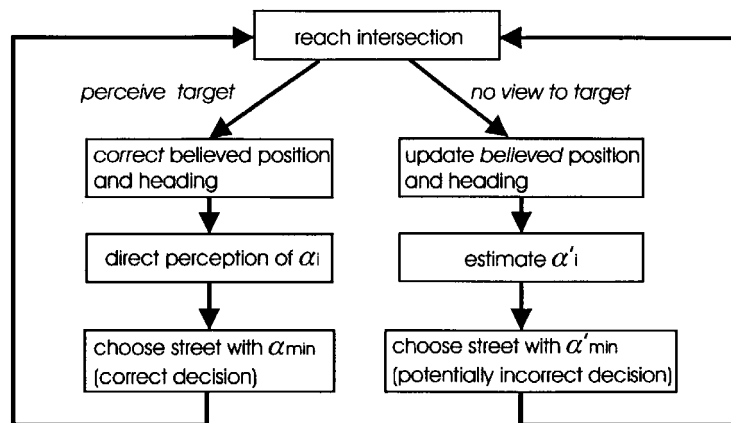 reach intersection
perceive target
no view to target
correct believed position
and heading
update believed position
and heading
direct perception of αi
estimate α'i
choose street with αmin
(correct decision)
choose street with α'min
(potentially incorrect decision)